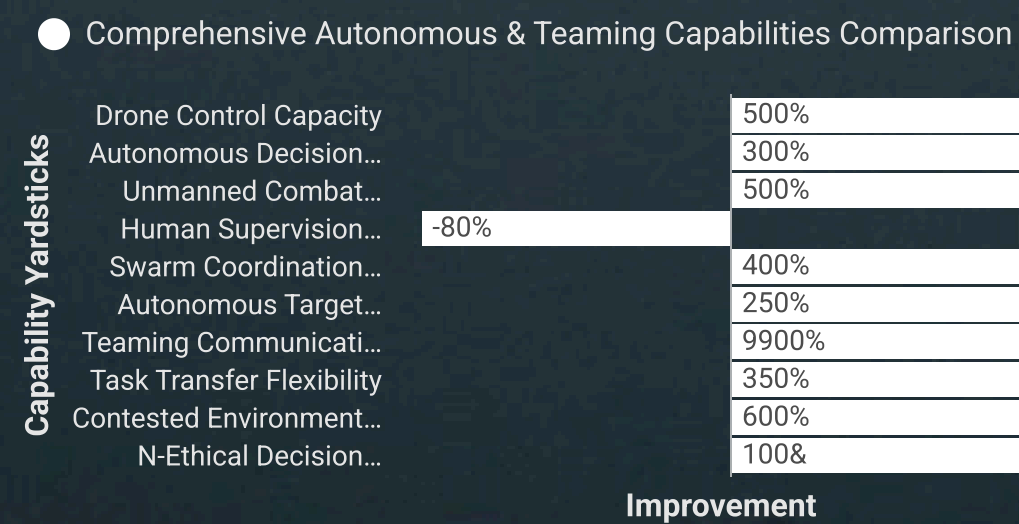 Comprehensive Autonomous & Teaming Capabilities Comparison
Capability Yardsticks
Drone Control Capacity 500%
Autonomous Decision... 300%
Unmanned Combat... 500%
Human Supervision... -80%
Swarm Coordination... 400%
Autonomous Target... 250%
Teaming Communicati... 9900%
Task Transfer Flexibility 350%
Contested Environment... 600%
N-Ethical Decision... 100&
Improvement